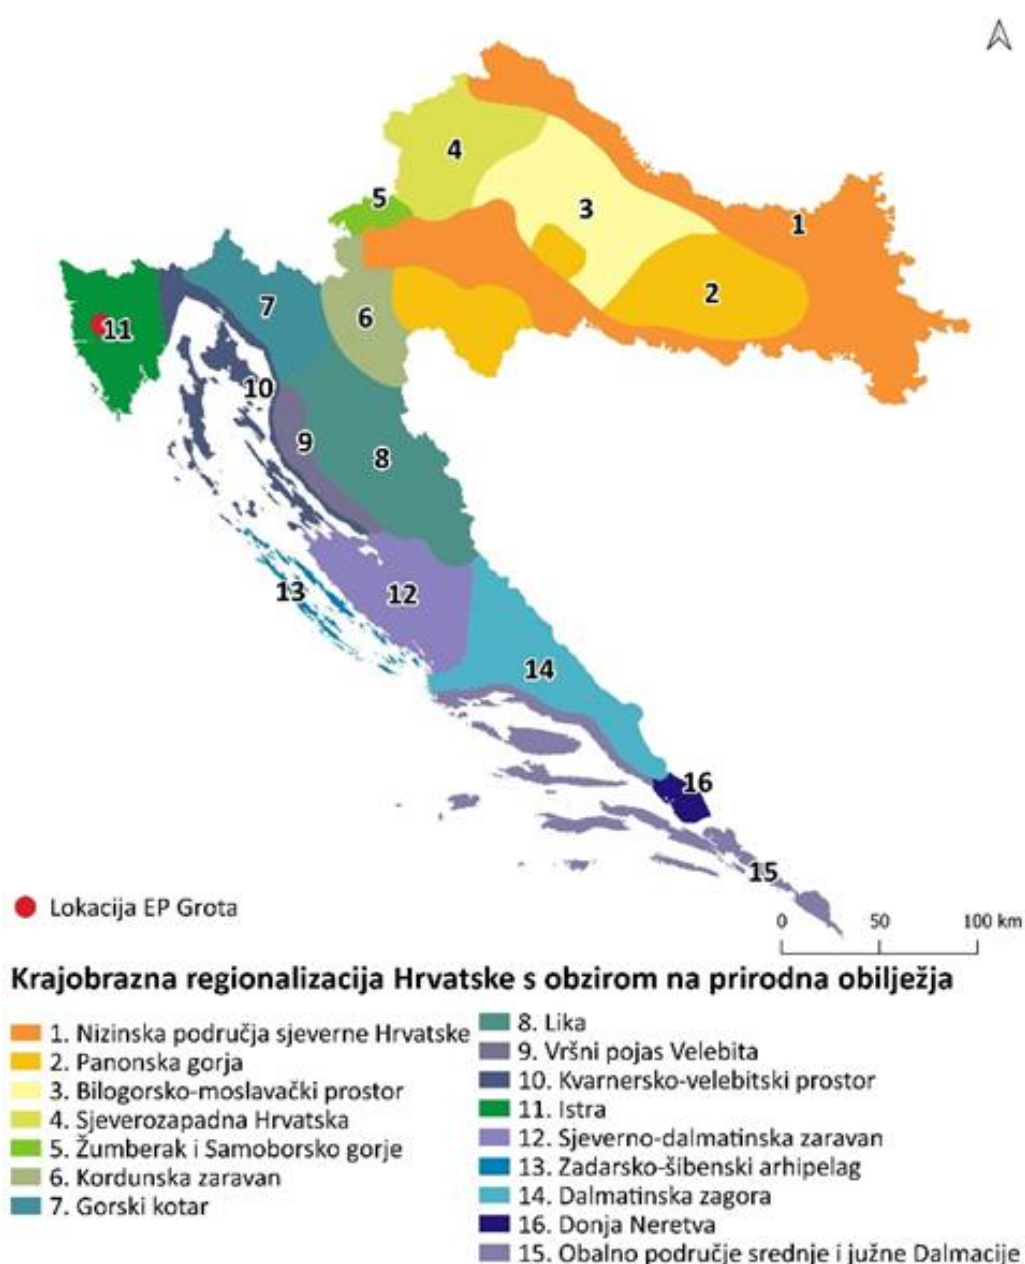 4
5
3
1
2
7
6
11
10
9
8
13
12
14
16
15
Lokacija EP Grota
0 50 100 km
Krajobrazna regionalizacija Hrvatske s obzirom na prirodna obilježja
1. Nizinska područja sjeverne Hrvatske
2. Panonska gorja
3. Bilogorsko-moslavački prostor
4. Sjeverozapadna Hrvatska
5. Žumberak i Samoborsko gorje
6. Kordunska zaravan
7. Gorski kotar
8. Lika
9. Vršni pojas Velebita
10. Kvarnersko-velebitski prostor
11. Istra
12. Sjeverno-dalmatinska zaravan
13. Zadarsko-šibenski arhipelag
14. Dalmatinska zagora
16. Donja Neretva
15. Obalno područje srednje i južne Dalmacije